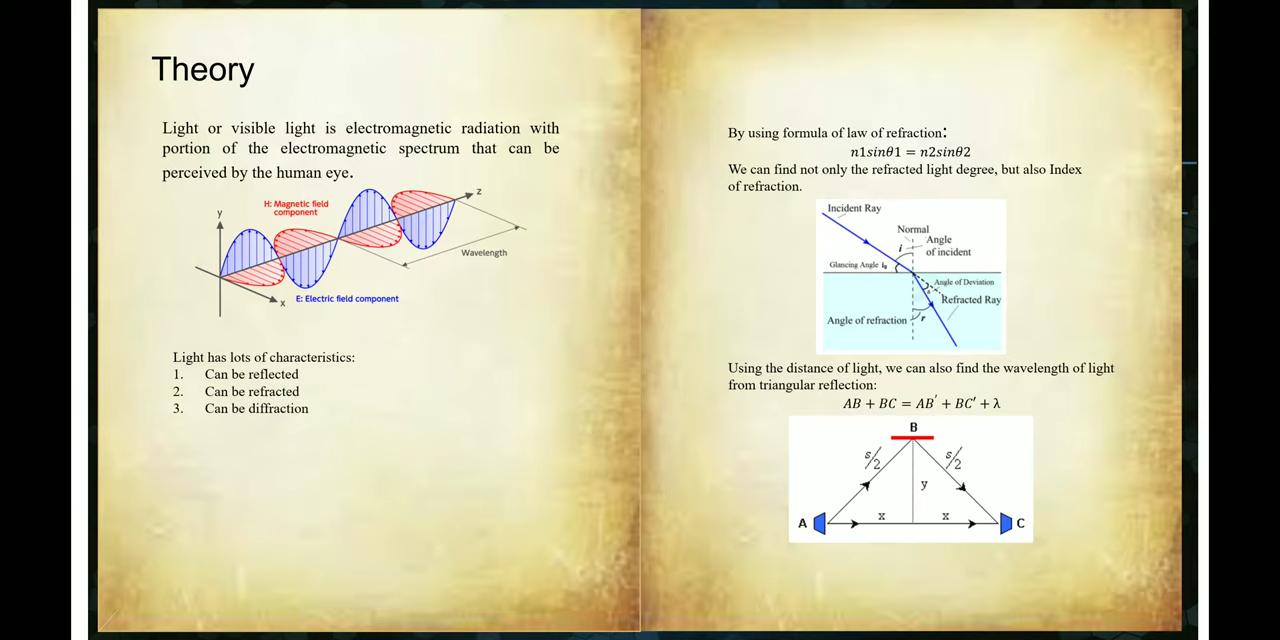 Theory
Light or visible light is electromagnetic radiation with
portion of the electromagnetic spectrum that can be
perceived by the human eye.
y
H: Magnetic field
component
z
Wavelength
x
E: Electric field component
Light has lots of characteristics:
1. Can be reflected
2. Can be refracted
3. Can be diffraction
By using formula of law of refraction:
n1sinθ1 = n2sinθ2
We can find not only the refracted light degree, but also Index
of refraction.
Incident Ray
Normal
i
Angle
of incident
Glancing Angle
Angle of Deviation
Refracted Ray
Angle of refraction
r
Using the distance of light, we can also find the wavelength of light
from triangular reflection:
AB + BC = AB′ + BC′ + λ
B
s/2 s/2
y
A x x C